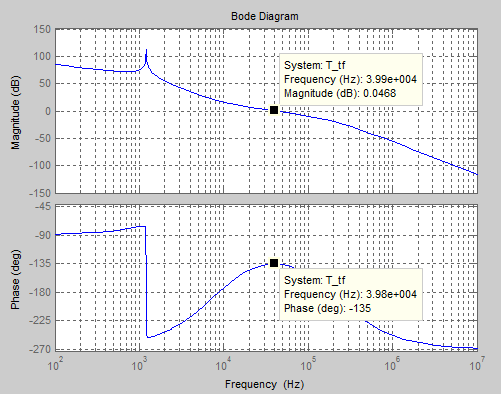 Bode Diagram
150
100
50
0
-50
-100
-150
Magnitude (dB)
System: T_tf
Frequency (Hz): 3.99e+004
Magnitude (dB): 0.0468
-45
-90
-135
-180
-225
-270
Phase (deg)
System: T_tf
Frequency (Hz): 3.98e+004
Phase (deg): -135
10^2
10^3
10^4
10^5
10^6
10^7
Frequency (Hz)